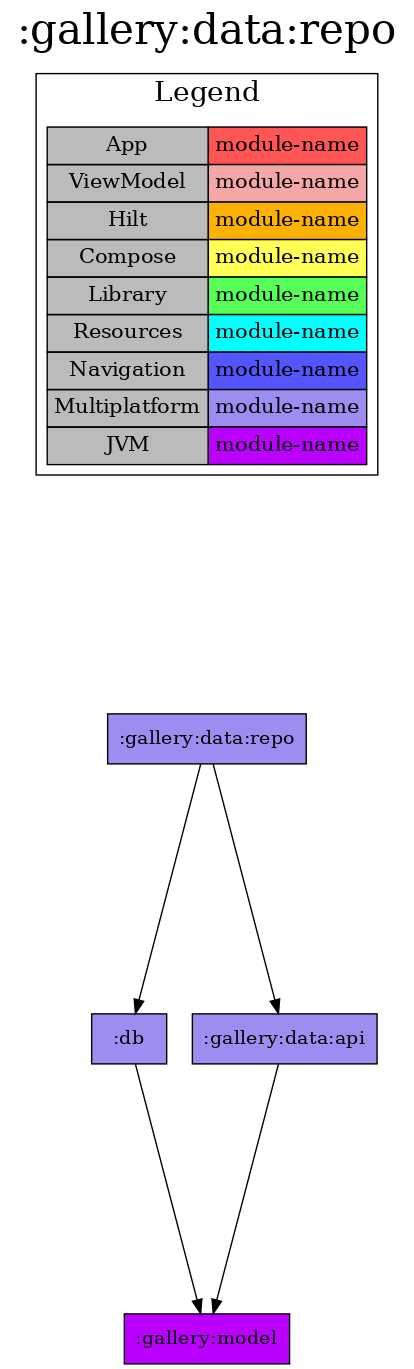 :gallery:data:repo
Legend
App module-name
ViewModel module-name
Hilt module-name
Compose module-name
Library module-name
Resources module-name
Navigation module-name
Multiplatform module-name
JVM module-name
:gallery:data:repo
:db :gallery:data:api
:gallery:model